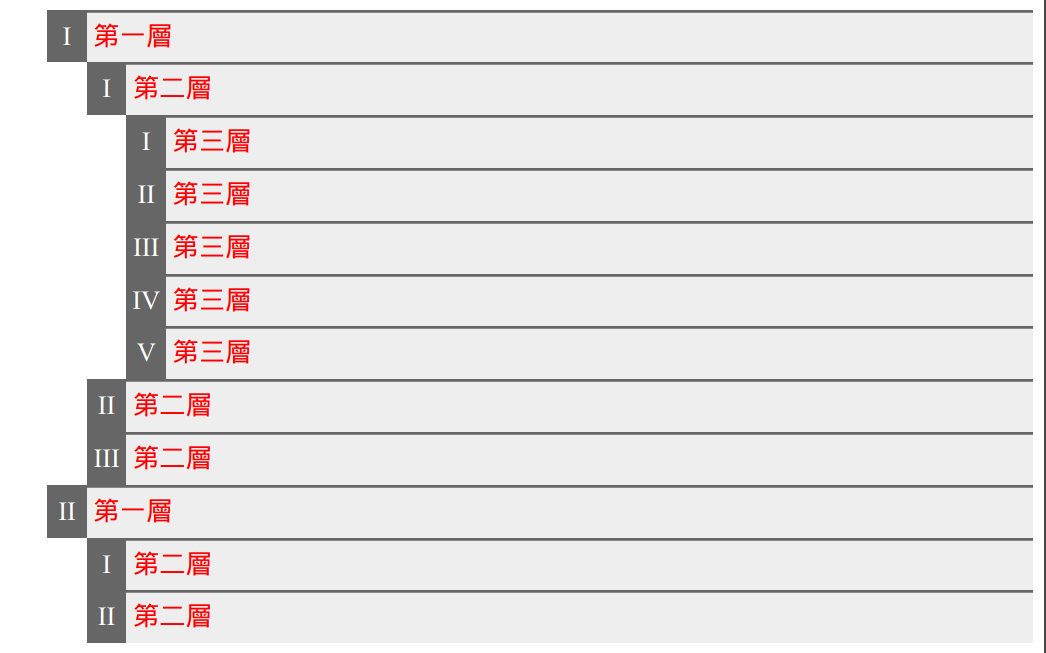 I 第一層
I 第二層
I 第三層
II 第三層
III 第三層
IV 第三層
V 第三層
II 第二層
III 第二層
II 第一層
I 第二層
II 第二層